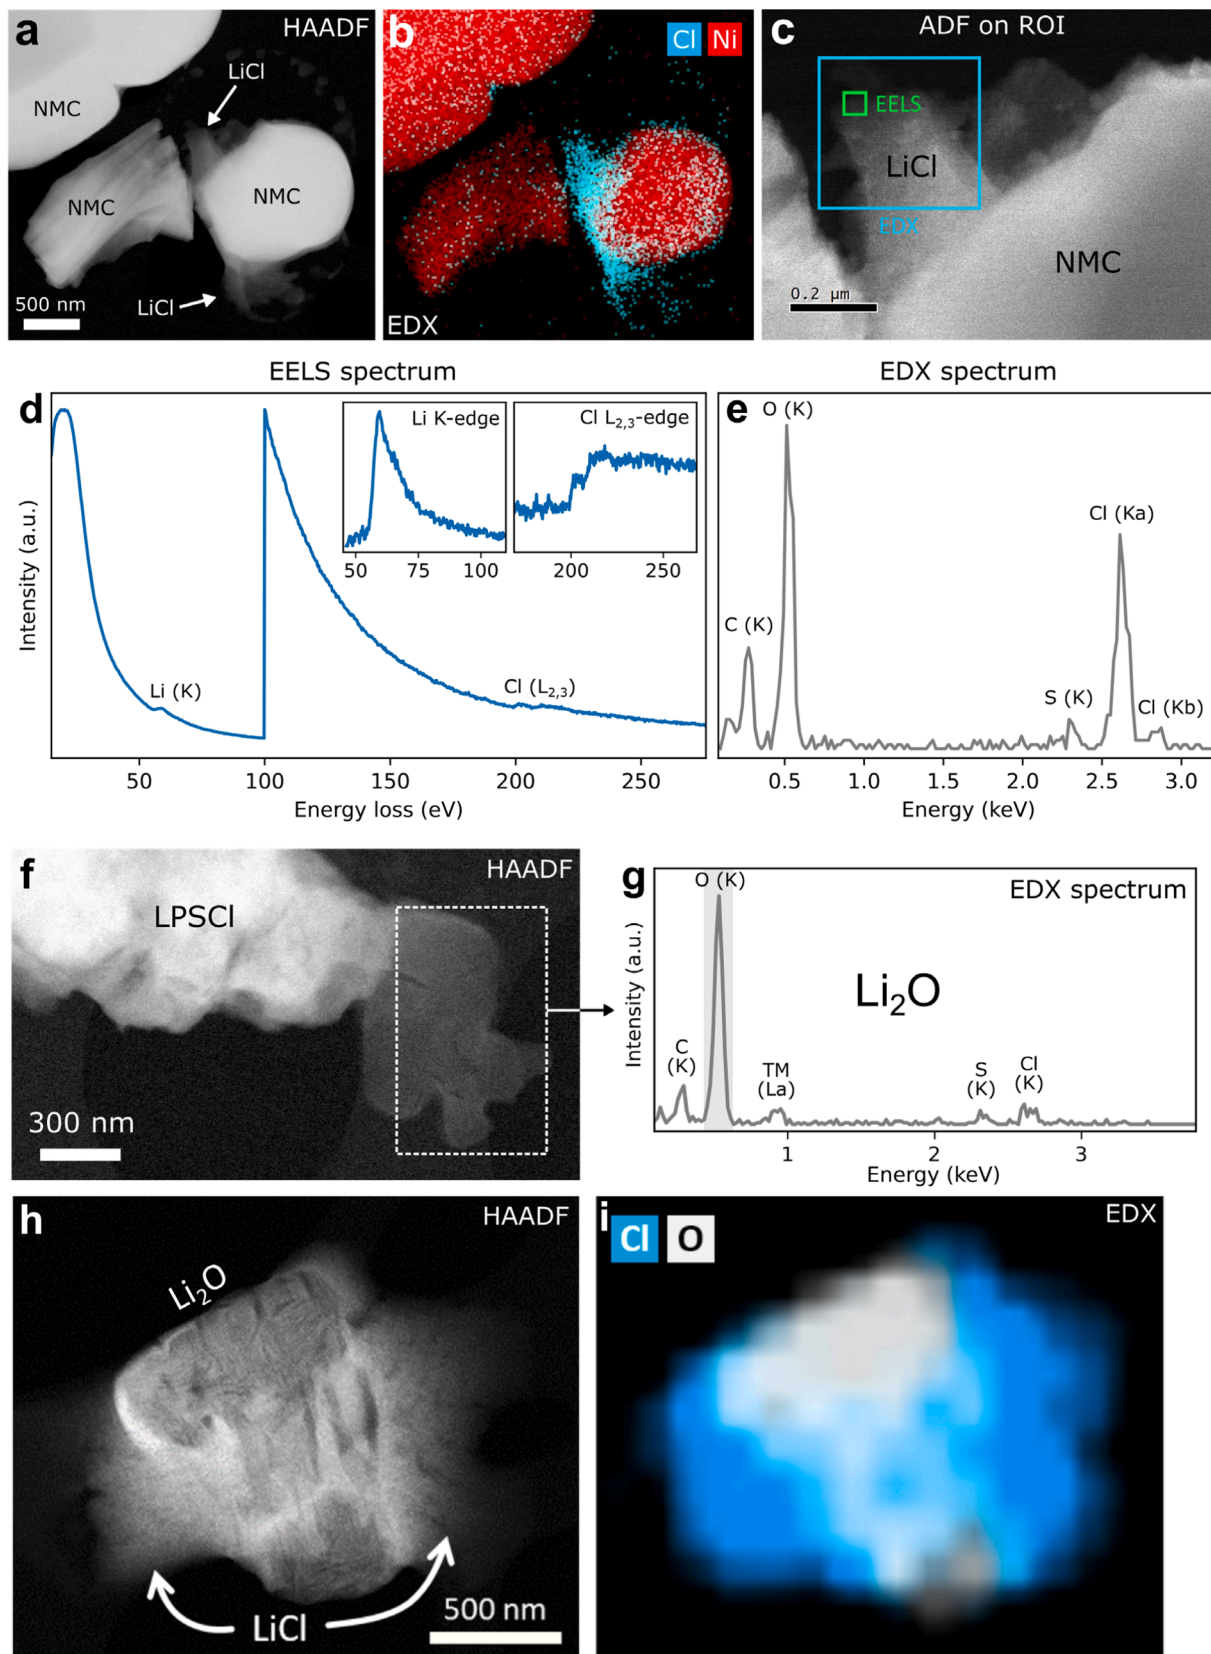 a
HAADF
LiCl
NMC
NMC
NMC
500 nm
LiCl
b
Cl Ni
EDX
c
ADF on ROI
EELS
LiCl
EDX
NMC
0.2 µm
EELS spectrum
d
Li K-edge
50 75 100
Cl L2,3-edge
200 250
Li (K)
Cl (L2,3)
Intensity (a.u.)
50 100 150 200 250
Energy loss (eV)
EDX spectrum
e
O (K)
Cl (Ka)
C (K)
S (K)
Cl (Kb)
0.5 1.0 1.5 2.0 2.5 3.0
Energy (keV)
f
HAADF
LPSCl
300 nm
g
O (K)
EDX spectrum
Intensity (a.u.)
Li2O
C
(K)
TM
(La)
S
(K)
Cl
(K)
1 2 3
Energy (keV)
h
HAADF
Li2O
LiCl
500 nm
i
EDX
Cl O